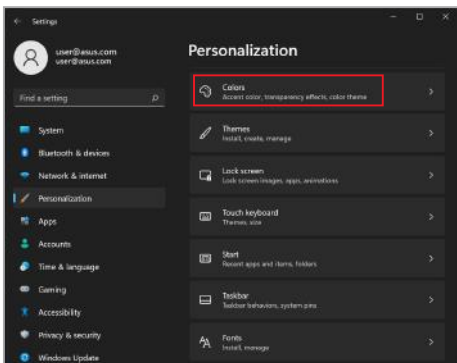 Settings
user@asus.com
user@asus.com
Find a setting
System
Bluetooth & devices
Network & internet
Personalization
Apps
Accounts
Time & language
Gaming
Accessibility
Privacy & security
Windows Update
Personalization
Colors
Accent color, transparency effects, color theme
Themes
Install, create, manage
Lock screen
Lock screen images, apps, animations
Touch keyboard
Themes, size
Start
Recent apps and items, folders
Taskbar
Taskbar behaviors, system pins
Fonts
Install, manage